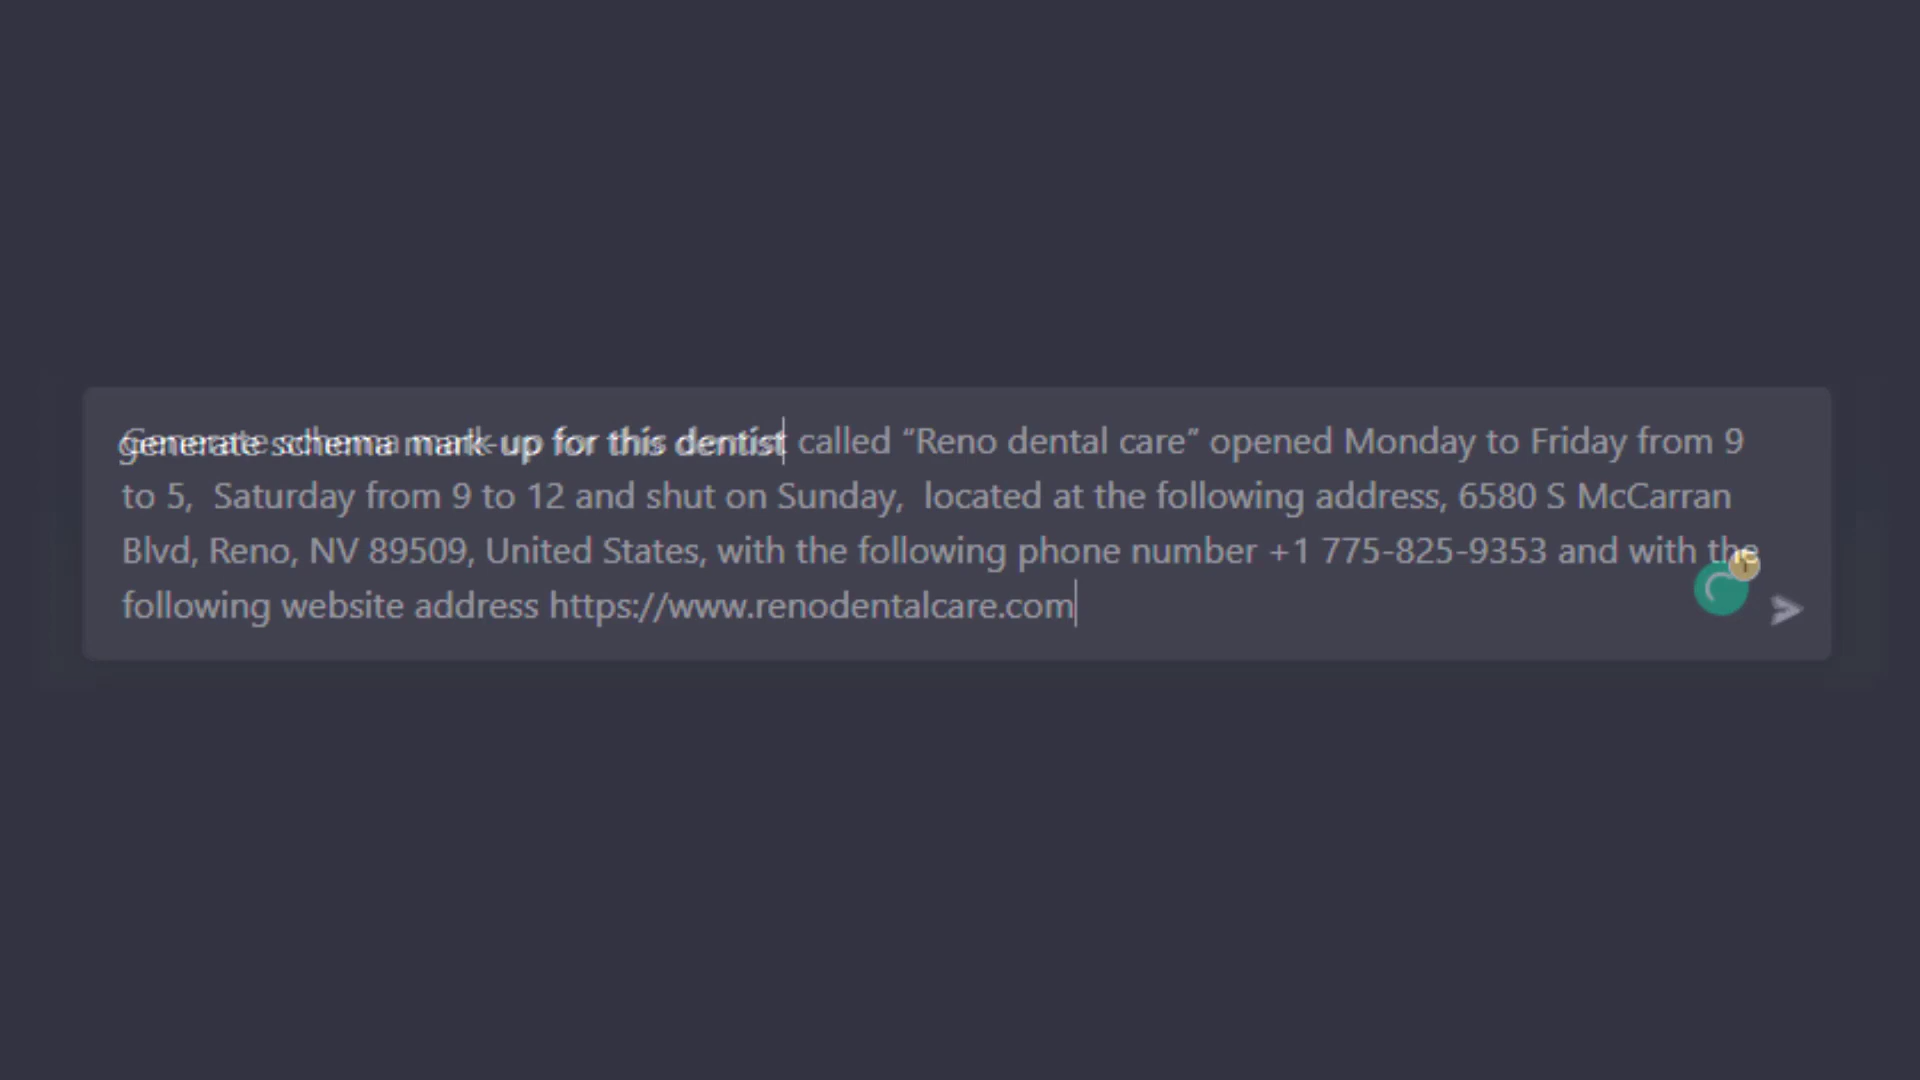 Generate schema mark-up for this dentist called “Reno dental care” opened Monday to Friday from 9
to 5,  Saturday from 9 to 12 and shut on Sunday,  located at the following address, 6580 S McCarran
Blvd, Reno, NV 89509, United States, with the following phone number +1 775-825-9353 and with the
following website address https://www.renodentalcare.com